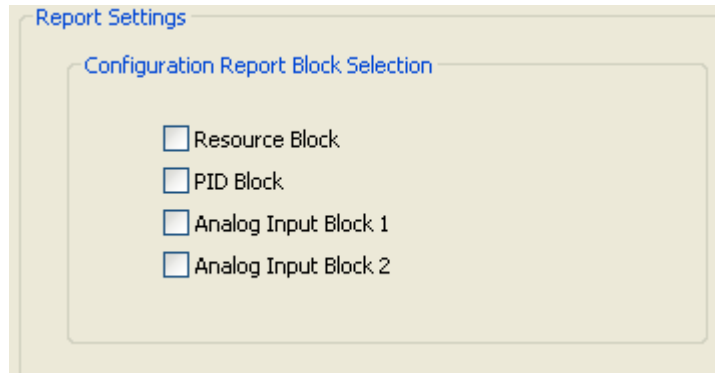 Report Settings
Configuration Report Block Selection
Resource Block
PID Block
Analog Input Block 1
Analog Input Block 2